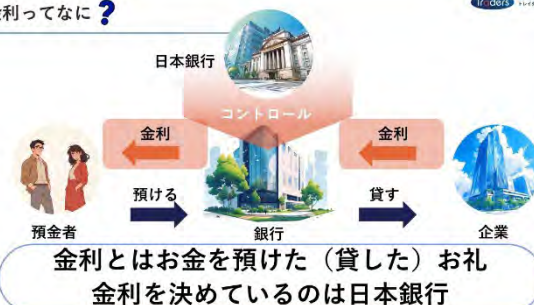 利ってなに？
Traders
日本銀行
コントロール
金利
金利
預ける
貸す
預金者
銀行
企業
金利とはお金を預けた（貸した）お礼
金利を決めているのは日本銀行